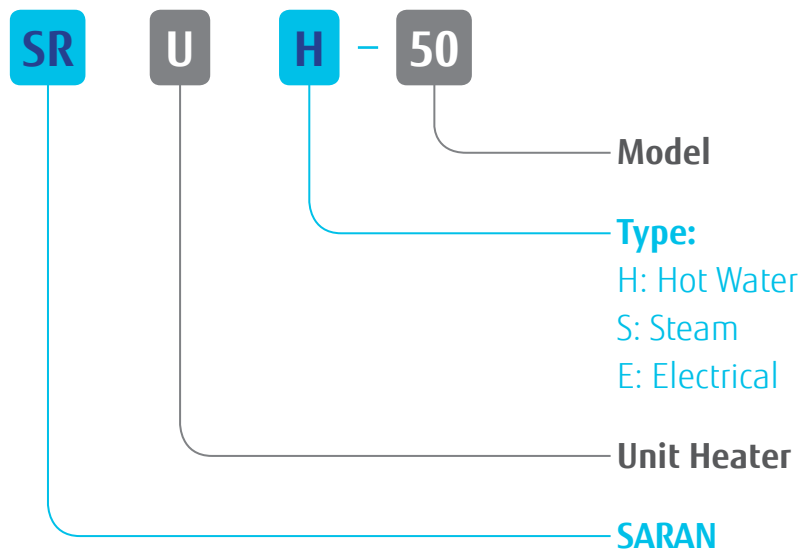 SR U H – 50
Model
Type:
H: Hot Water
S: Steam
E: Electrical
Unit Heater
SARAN